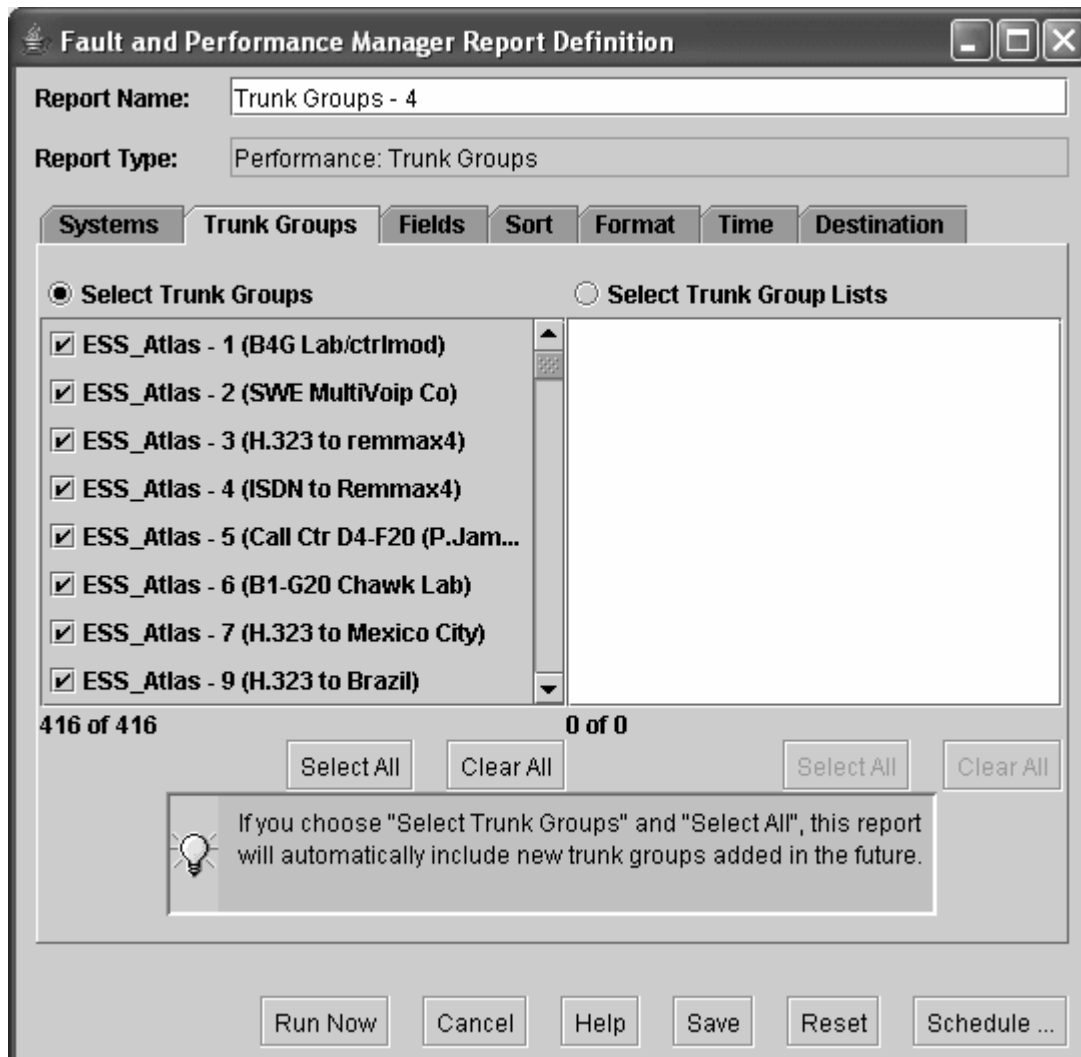 Fault and Performance Manager Report Definition
Report Name: Trunk Groups - 4
Report Type: Performance: Trunk Groups
Systems Trunk Groups Fields Sort Format Time Destination
Select Trunk Groups Select Trunk Group Lists
ESS_Atlas - 1 (B4G Lab/ctrlmod)
ESS_Atlas - 2 (SWE MultiVoip Co)
ESS_Atlas - 3 (H.323 to remmax4)
ESS_Atlas - 4 (ISDN to Remmax4)
ESS_Atlas - 5 (Call Ctr D4-F20 (P.Jam...
ESS_Atlas - 6 (B1-G20 Chawk Lab)
ESS_Atlas - 7 (H.323 to Mexico City)
ESS_Atlas - 9 (H.323 to Brazil)
416 of 416 0 of 0
Select All Clear All Select All Clear All
If you choose "Select Trunk Groups" and "Select All", this report
will automatically include new trunk groups added in the future.
Run Now Cancel Help Save Reset Schedule ...